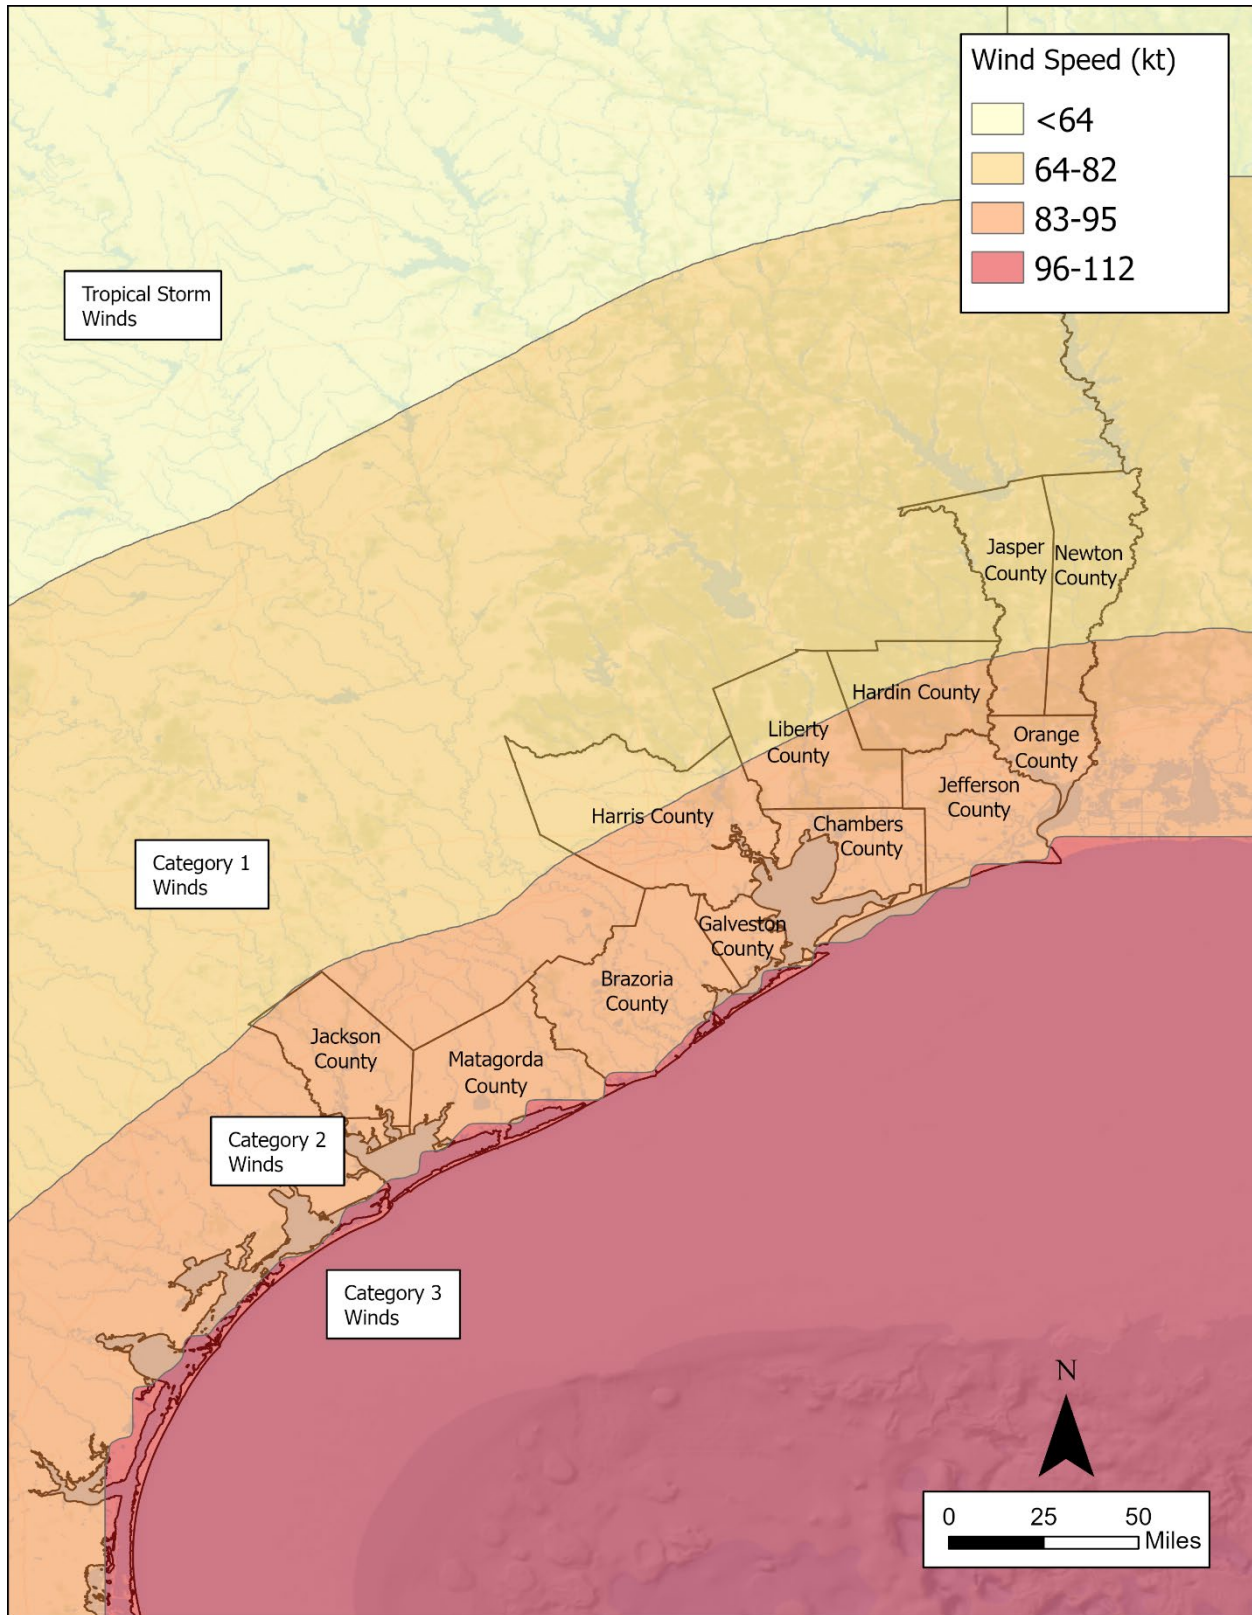 Wind Speed (kt)
<64
64-82
83-95
96-112
Tropical Storm
Winds
Jasper
County
Newton
County
Hardin County
Liberty
County
Orange
County
Jefferson
County
Harris County
Chambers
County
Category 1
Winds
Galveston
County
Brazoria
County
Jackson
County
Matagorda
County
Category 2
Winds
Category 3
Winds
N
0 25 50
Miles